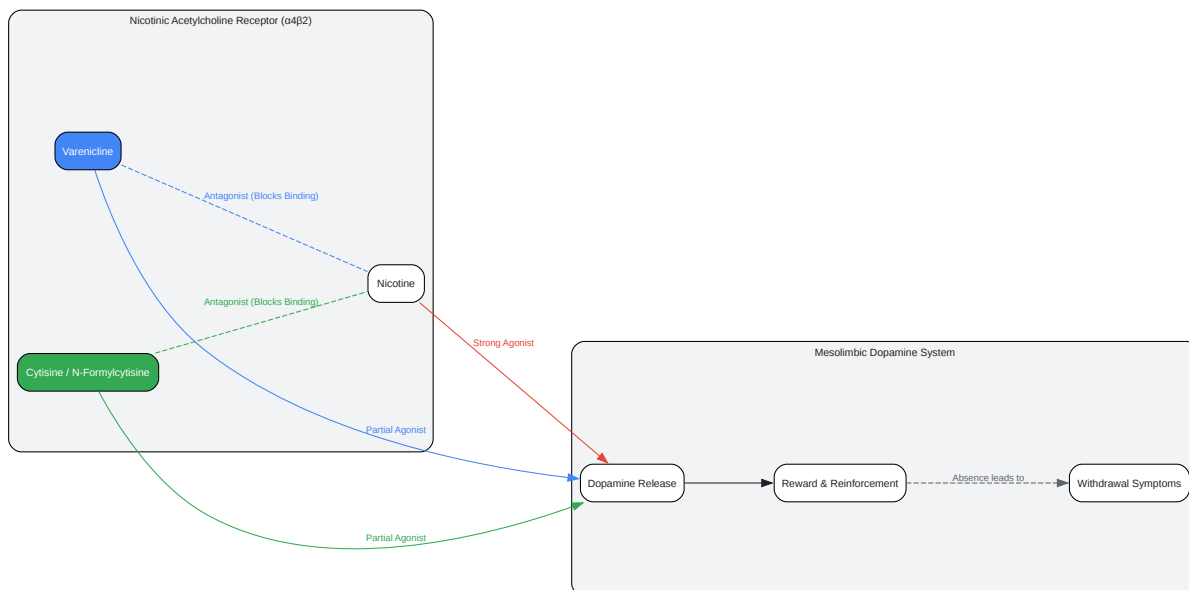 Nicotinic Acetylcholine Receptor (α4β2)
Varenicline
Antagonist (Blocks Binding)
Nicotine
Antagonist (Blocks Binding)
Strong Agonist
Mesolimbic Dopamine System
Cytisine / N-Formylcytisine
Partial Agonist
Dopamine Release
Reward & Reinforcement
Absence leads to
Withdrawal Symptoms
Partial Agonist